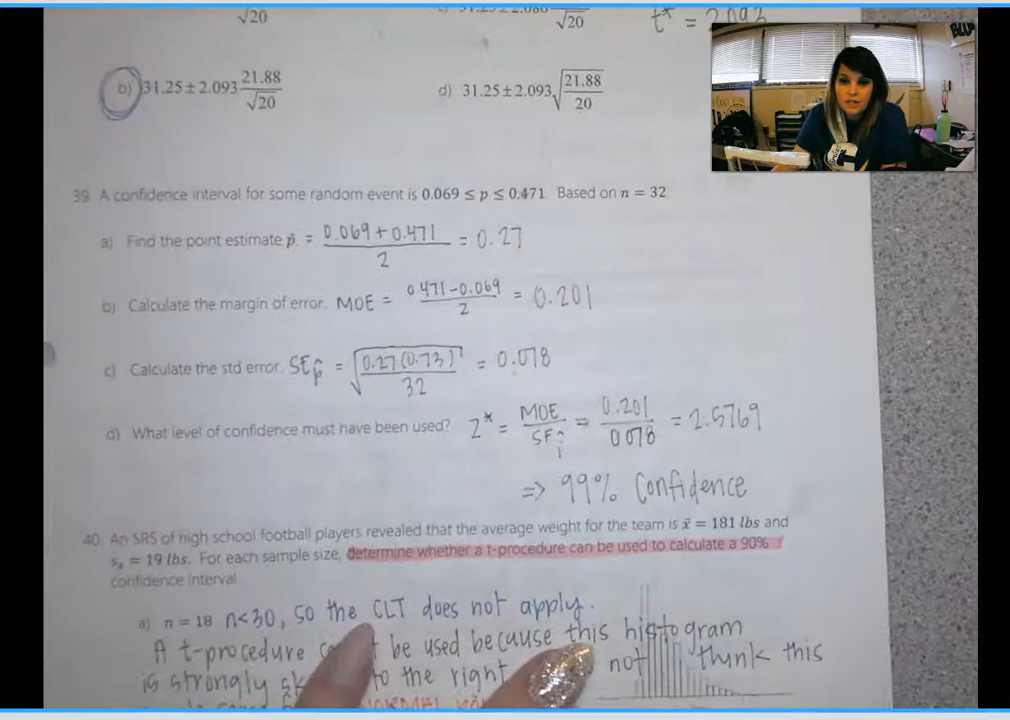 √20
√20
t* = 2.093
b) 31.25 ± 2.093 21.88/√20
d) 31.25 ± 2.093 √21.88/20
39. A confidence interval for some random event is 0.069 ≤ p ≤ 0.471. Based on n = 32.
a) Find the point estimate p̂. = 0.069+0.471/2 = 0.27
b) Calculate the margin of error. MOE = 0.471-0.069/2 = 0.201
c) Calculate the std error. SEp̂ = √0.27(0.73)/32 = 0.078
d) What level of confidence must have been used? Z* = MOE/SEp̂ = 0.201/0.078 = 2.5769
=> 99% Confidence
40. An SRS of high school football players revealed that the average weight for the team is x̄ = 181 lbs and
sₓ = 19 lbs. For each sample size, determine whether a t-procedure can be used to calculate a 90%
confidence interval.
a) n = 18 n<30, so the CLT does not apply.
A t-procedure be used because this histogram
is strongly to the right not think this